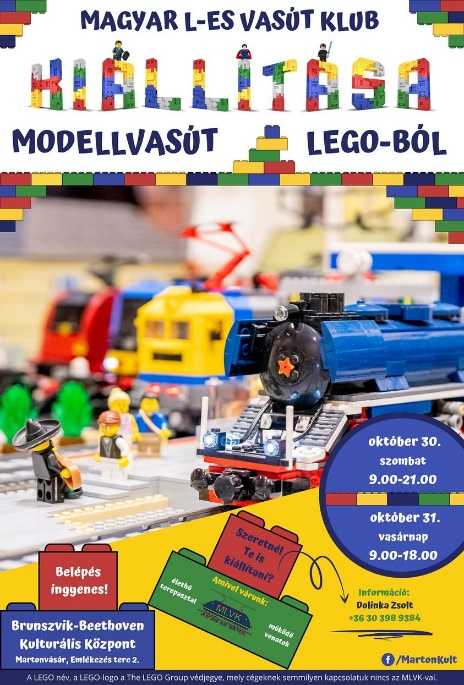 MAGYAR L-ES VASÚT KLUB
KIÁLLÍTÁSA
MODELLVASÚT LEGO-BÓL
október 30.
szombat
9.00-21.00
október 31.
vasárnap
9.00-18.00
Szeretnél
Te is
kiállítani?
Belépés
ingyenes!
Amivel várunk:
élethű
terepasztal
MLVK
működő
vonatok
Információ:
Dolinka Zsolt
+36 30 398 9384
Brunszvik-Beethoven
Kulturális Központ
Martonvásár, Emlékezés tere 2.
f/MartonKult
A LEGO név, a LEGO-logo a The LEGO Group védjegye, mely cégeknek semmilyen kapcsolatuk nincs az MLVK-val.